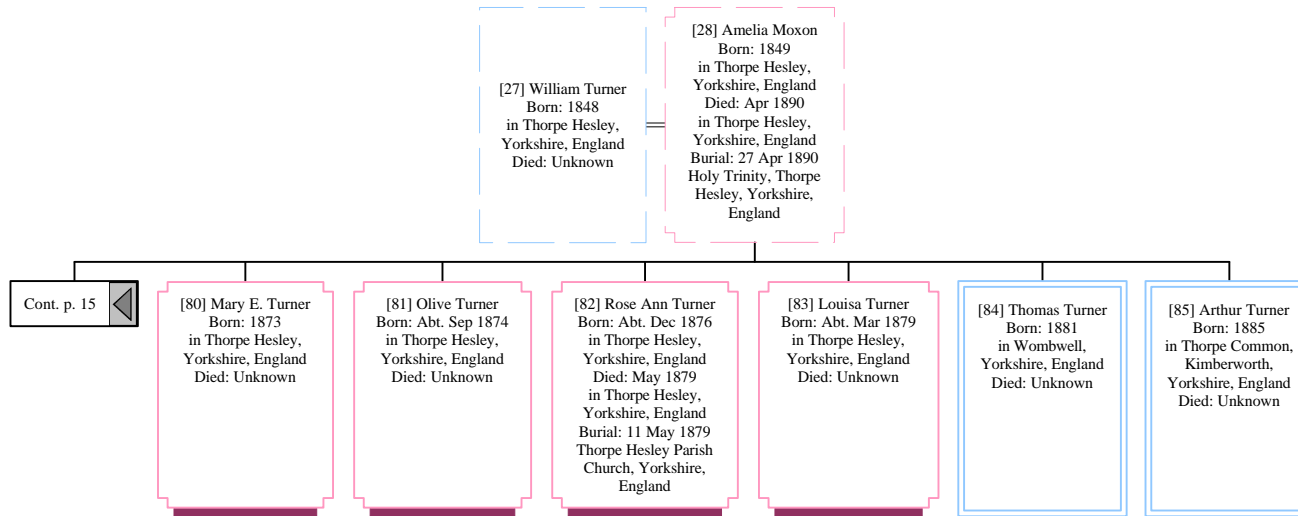 [27] William Turner
Born: 1848
in Thorpe Hesley,
Yorkshire, England
Died: Unknown
[28] Amelia Moxon
Born: 1849
in Thorpe Hesley,
Yorkshire, England
Died: Apr 1890
in Thorpe Hesley,
Yorkshire, England
Burial: 27 Apr 1890
Holy Trinity, Thorpe
Hesley, Yorkshire,
England
Cont. p. 15
[80] Mary E. Turner
Born: 1873
in Thorpe Hesley,
Yorkshire, England
Died: Unknown
[81] Olive Turner
Born: Abt. Sep 1874
in Thorpe Hesley,
Yorkshire, England
Died: Unknown
[82] Rose Ann Turner
Born: Abt. Dec 1876
in Thorpe Hesley,
Yorkshire, England
Died: May 1879
in Thorpe Hesley,
Yorkshire, England
Burial: 11 May 1879
Thorpe Hesley Parish
Church, Yorkshire,
England
[83] Louisa Turner
Born: Abt. Mar 1879
in Thorpe Hesley,
Yorkshire, England
Died: Unknown
[84] Thomas Turner
Born: 1881
in Wombwell,
Yorkshire, England
Died: Unknown
[85] Arthur Turner
Born: 1885
in Thorpe Common,
Kimberworth,
Yorkshire, England
Died: Unknown